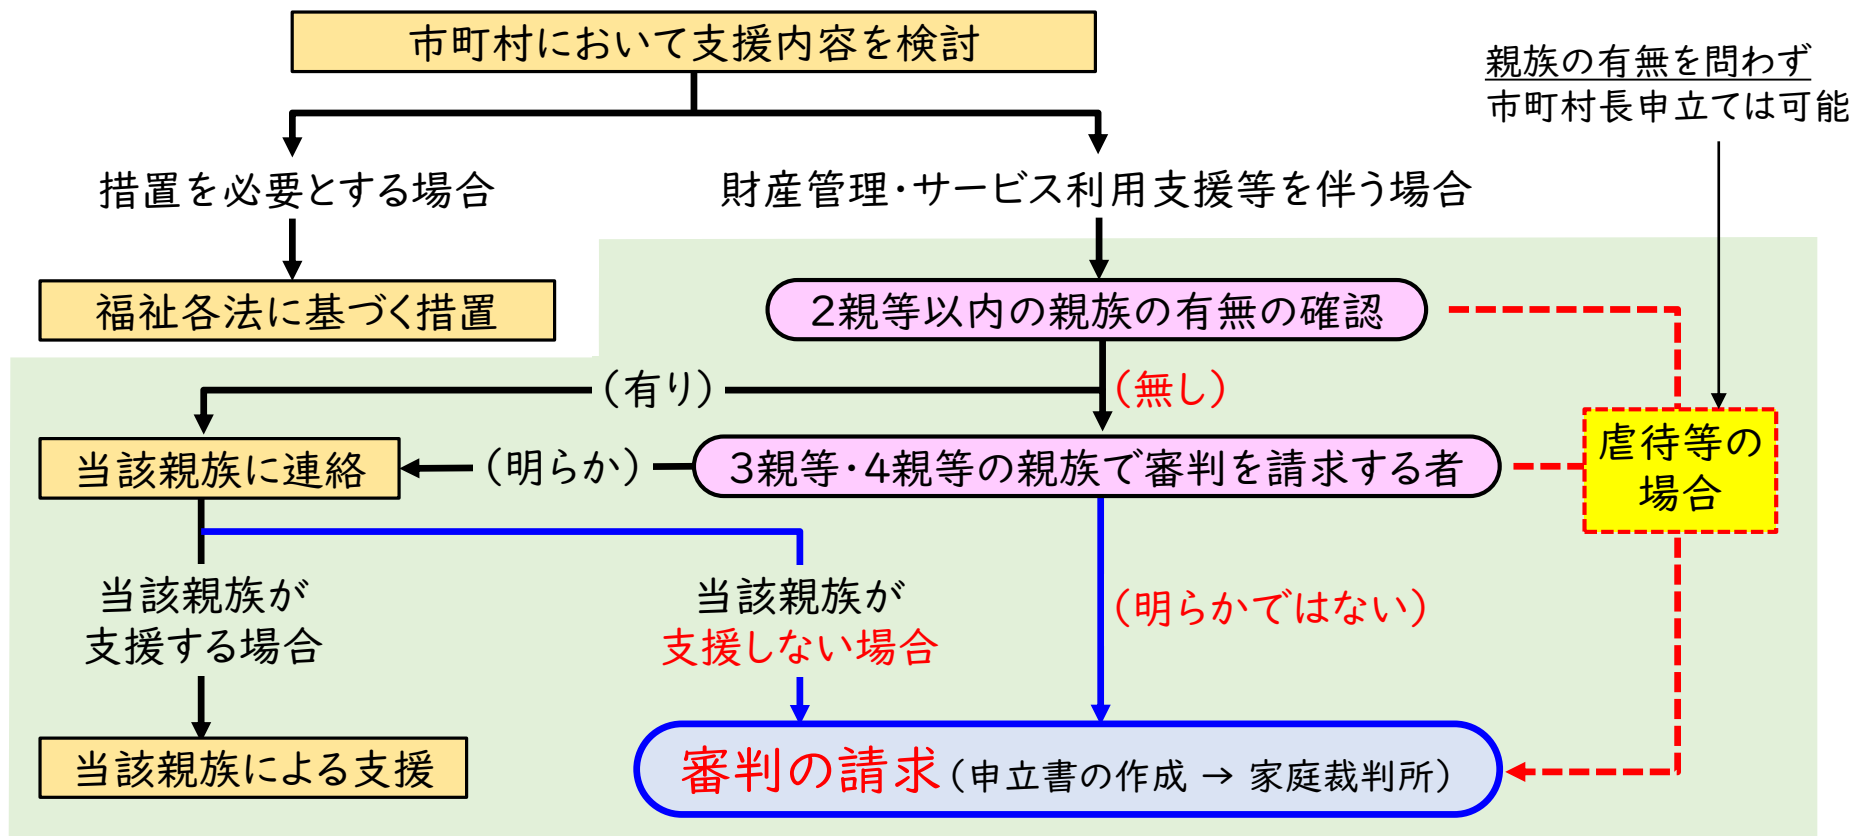 市町村において支援内容を検討
親族の有無を問わず
市町村長申立ては可能
措置を必要とする場合
財産管理・サービス利用支援等を伴う場合
福祉各法に基づく措置
2親等以内の親族の有無の確認
(有り)
(無し)
当該親族に連絡
(明らか)
3親等・4親等の親族で審判を請求する者
虐待等の
場合
当該親族が
支援する場合
当該親族が
支援しない場合
(明らかではない)
当該親族による支援
審判の請求(申立書の作成 → 家庭裁判所)